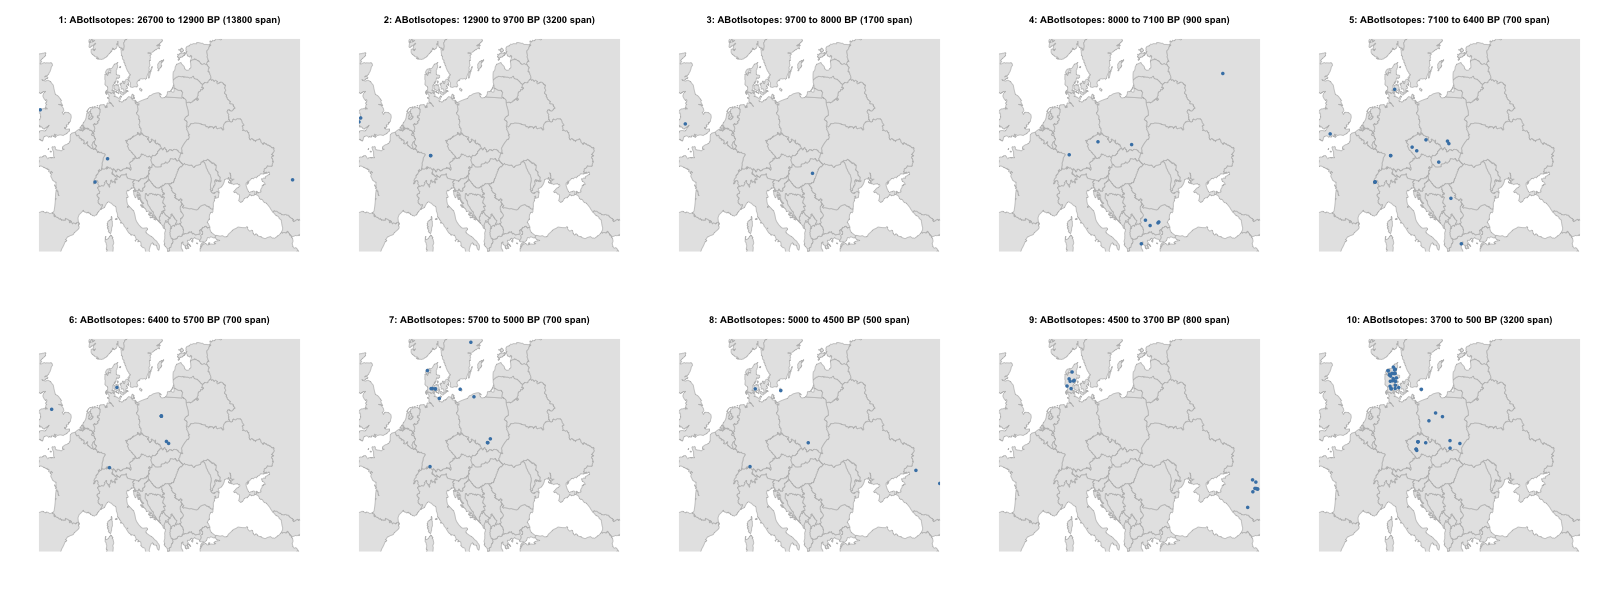 1: ABotIsotopes: 26700 to 12900 BP (13800 span)
2: ABotIsotopes: 12900 to 9700 BP (3200 span)
3: ABotIsotopes: 9700 to 8000 BP (1700 span)
4: ABotIsotopes: 8000 to 7100 BP (900 span)
5: ABotIsotopes: 7100 to 6400 BP (700 span)
6: ABotIsotopes: 6400 to 5700 BP (700 span)
7: ABotIsotopes: 5700 to 5000 BP (700 span)
8: ABotIsotopes: 5000 to 4500 BP (500 span)
9: ABotIsotopes: 4500 to 3700 BP (800 span)
10: ABotIsotopes: 3700 to 500 BP (3200 span)